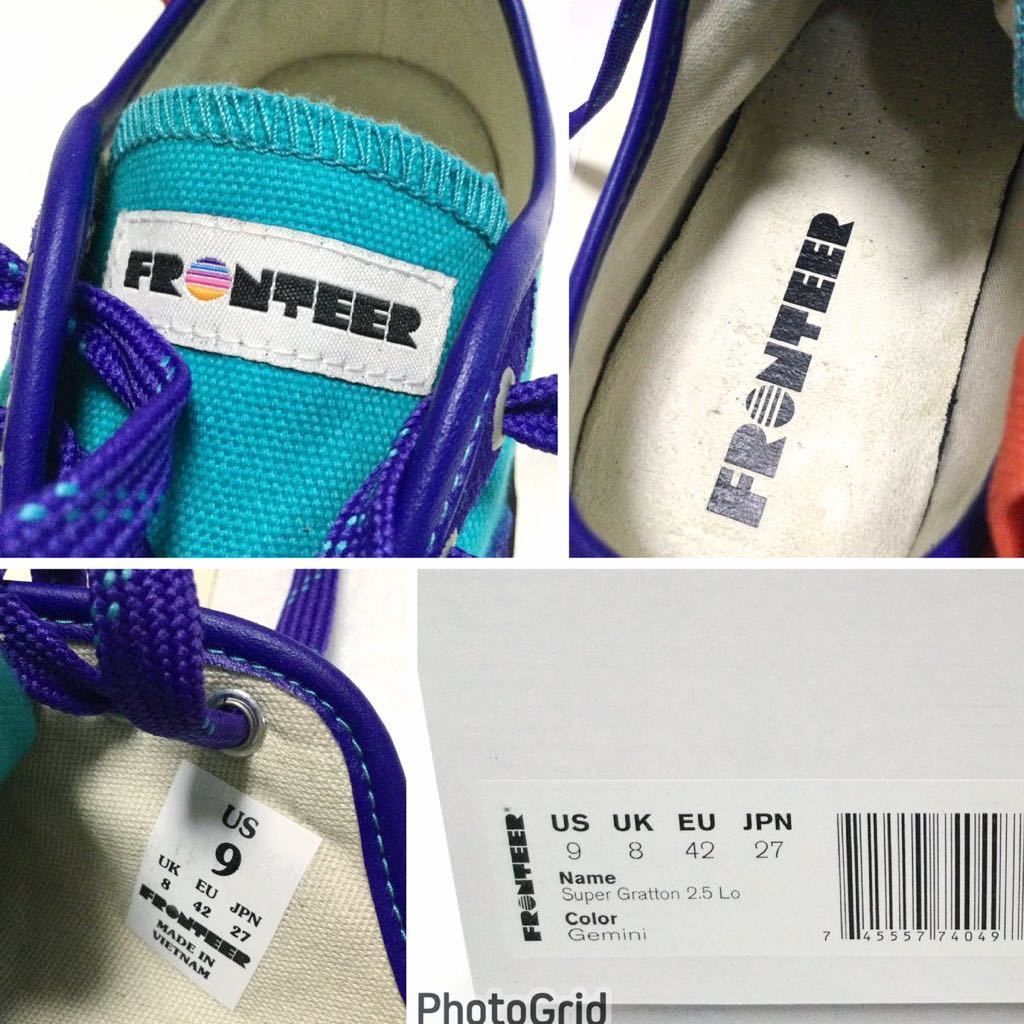 FRONTEER
FRONTEER
US
9
UK EU JPN
8 42 27
FRONTEER
MADE IN
VIETNAM
FRONTEER
US UK EU JPN
9 8 42 27
Name
Super Gratton 2.5 Lo
Color
Gemini
7 45557 74049
PhotoGrid